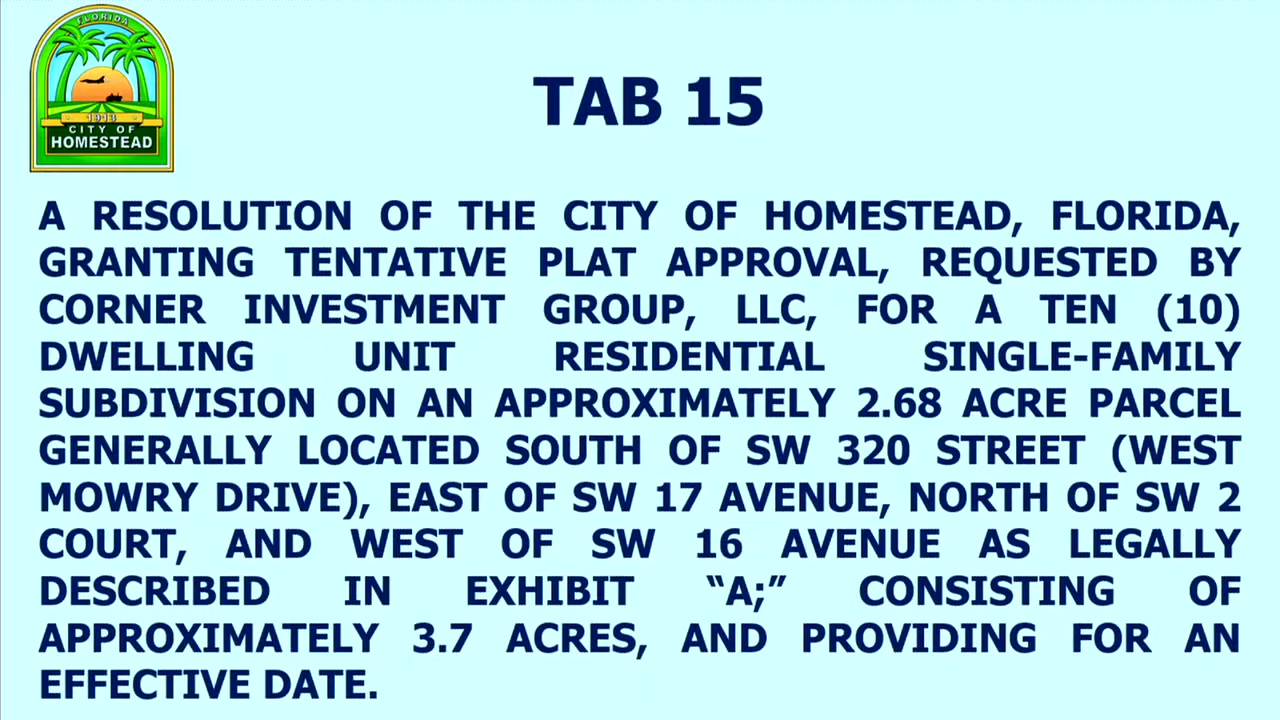 FLORIDA
1913
CITY OF
HOMESTEAD
TAB 15
A RESOLUTION OF THE CITY OF HOMESTEAD, FLORIDA,
GRANTING TENTATIVE PLAT APPROVAL, REQUESTED BY
CORNER INVESTMENT GROUP, LLC, FOR A TEN (10)
DWELLING UNIT RESIDENTIAL SINGLE-FAMILY
SUBDIVISION ON AN APPROXIMATELY 2.68 ACRE PARCEL
GENERALLY LOCATED SOUTH OF SW 320 STREET (WEST
MOWRY DRIVE), EAST OF SW 17 AVENUE, NORTH OF SW 2
COURT, AND WEST OF SW 16 AVENUE AS LEGALLY
DESCRIBED IN EXHIBIT “A;” CONSISTING OF
APPROXIMATELY 3.7 ACRES, AND PROVIDING FOR AN
EFFECTIVE DATE.